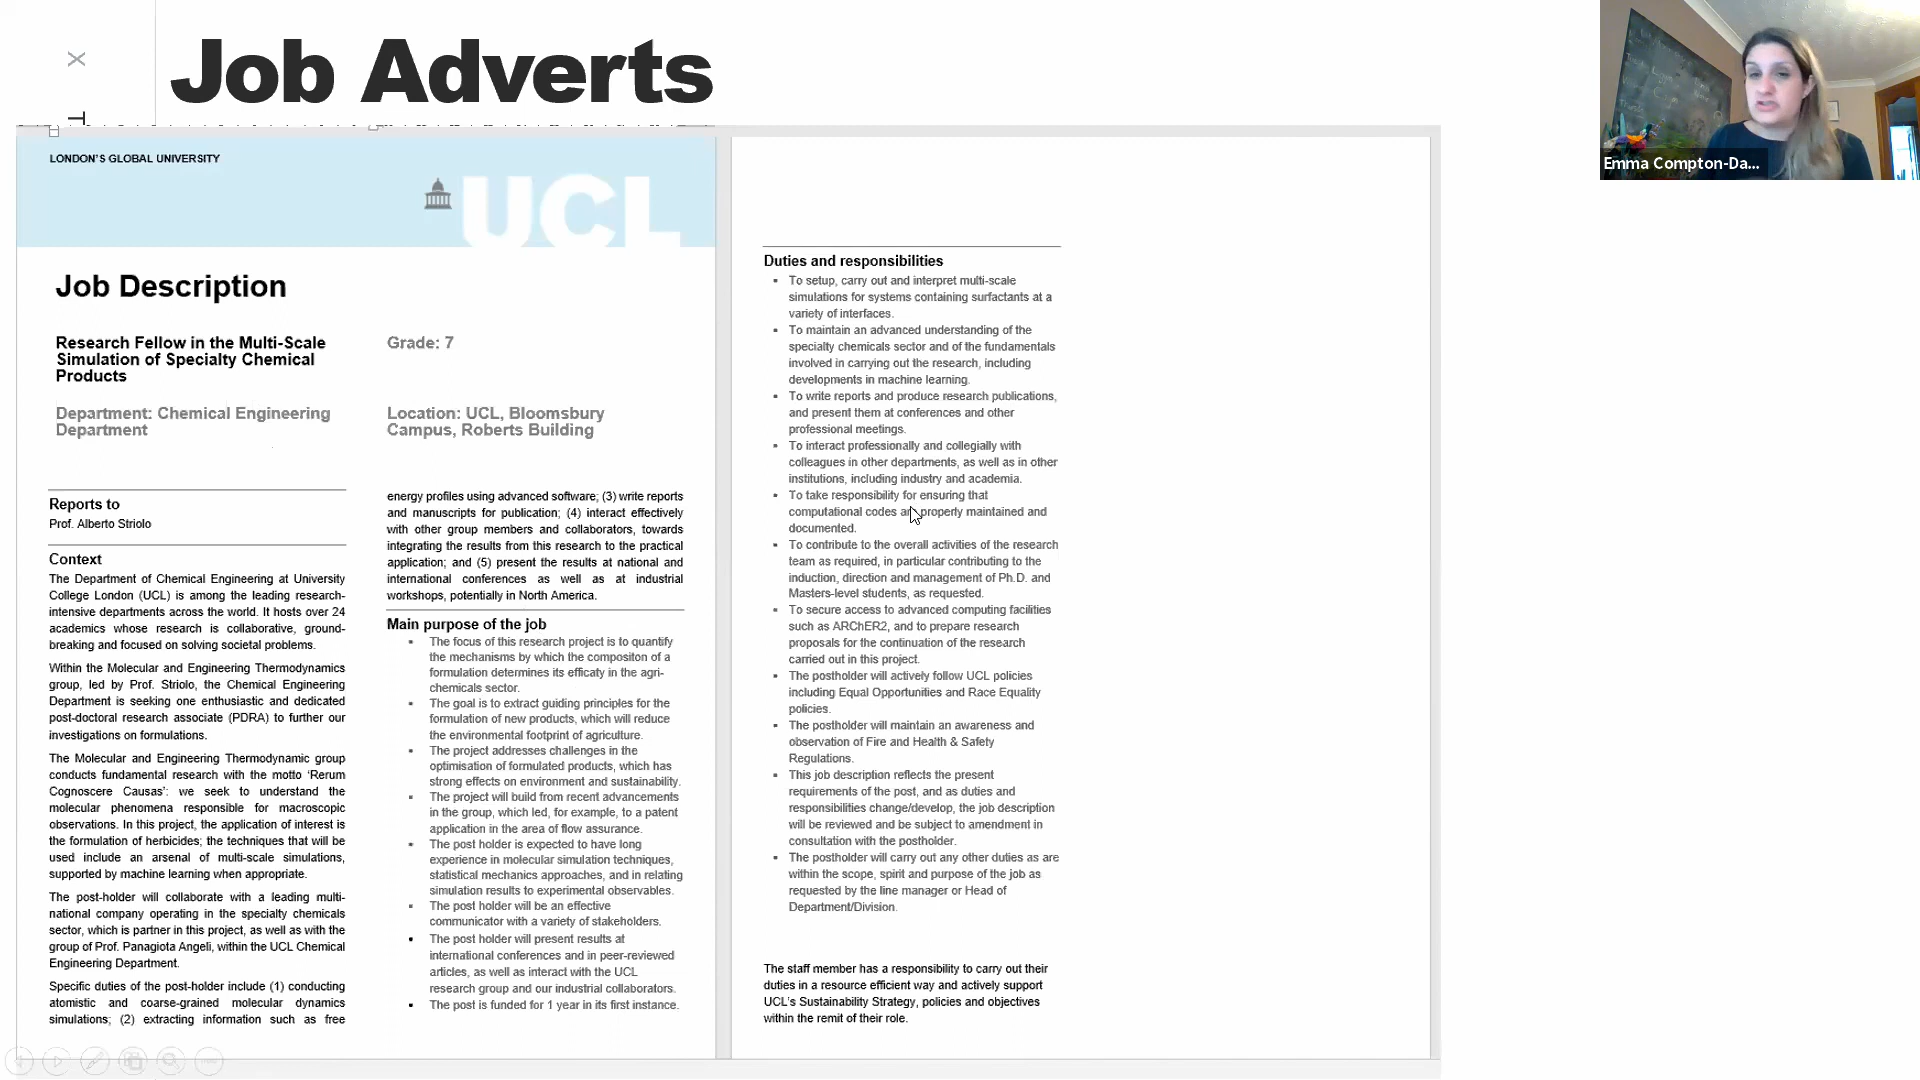 Job Adverts
LONDON'S GLOBAL UNIVERSITY
UCL
Job Description
Research Fellow in the Multi-Scale
Simulation of Specialty Chemical
Products
Grade: 7
Department: Chemical Engineering
Department
Location: UCL, Bloomsbury
Campus, Roberts Building
Reports to
Prof. Alberto Striolo
Context
The Department of Chemical Engineering at University
College London (UCL) is among the leading research-
intensive departments across the world. It hosts over 24
academics whose research is collaborative, ground-
breaking and focused on solving societal problems.
Within the Molecular and Engineering Thermodynamics
group, led by Prof. Striolo, the Chemical Engineering
Department is seeking one enthusiastic and dedicated
post-doctoral research associate (PDRA) to further our
investigations on formulations.
The Molecular and Engineering Thermodynamic group
conducts fundamental research with the motto 'Rerum
Cognoscere Causas': we seek to understand the
molecular phenomena responsible for macroscopic
observations. In this project, the application of interest is
the formulation of herbicides; the techniques that will be
used include an arsenal of multi-scale simulations,
supported by machine learning when appropriate.
The post-holder will collaborate with a leading multi-
national company operating in the specialty chemicals
sector, which is partner in this project, as well as with the
group of Prof. Panagiota Angeli, within the UCL Chemical
Engineering Department.
Specific duties of the post-holder include (1) conducting
atomistic and coarse-grained molecular dynamics
simulations; (2) extracting information such as free
energy profiles using advanced software; (3) write reports
and manuscripts for publication; (4) interact effectively
with other group members and collaborators, towards
integrating the results from this research to the practical
application; and (5) present the results at national and
international conferences as well as at industrial
workshops, potentially in North America.
Main purpose of the job
▪ The focus of this research project is to quantify
the mechanisms by which the compositon of a
formulation determines its efficaty in the agri-
chemicals sector.
▪ The goal is to extract guiding principles for the
formulation of new products, which will reduce
the environmental footprint of agriculture.
▪ The project addresses challenges in the
optimisation of formulated products, which has
strong effects on environment and sustainability.
▪ The project will build from recent advancements
in the group, which led, for example, to a patent
application in the area of flow assurance.
▪ The post holder is expected to have long
experience in molecular simulation techniques,
statistical mechanics approaches, and in relating
simulation results to experimental observables.
▪ The post holder will be an effective
communicator with a variety of stakeholders.
▪ The post holder will present results at
international conferences and in peer-reviewed
articles, as well as interact with the UCL
research group and our industrial collaborators.
▪ The post is funded for 1 year in its first instance.
Duties and responsibilities
▪ To setup, carry out and interpret multi-scale
simulations for systems containing surfactants at a
variety of interfaces.
▪ To maintain an advanced understanding of the
specialty chemicals sector and of the fundamentals
involved in carrying out the research, including
developments in machine learning.
▪ To write reports and produce research publications,
and present them at conferences and other
professional meetings.
▪ To interact professionally and collegially with
colleagues in other departments, as well as in other
institutions, including industry and academia.
▪ To take responsibility for ensuring that
computational codes are properly maintained and
documented.
▪ To contribute to the overall activities of the research
team as required, in particular contributing to the
induction, direction and management of Ph.D. and
Masters-level students, as requested.
▪ To secure access to advanced computing facilities
such as ARChER2, and to prepare research
proposals for the continuation of the research
carried out in this project.
▪ The postholder will actively follow UCL policies
including Equal Opportunities and Race Equality
policies.
▪ The postholder will maintain an awareness and
observation of Fire and Health & Safety
Regulations.
▪ This job description reflects the present
requirements of the post, and as duties and
responsibilities change/develop, the job description
will be reviewed and be subject to amendment in
consultation with the postholder.
▪ The postholder will carry out any other duties as are
within the scope, spirit and purpose of the job as
requested by the line manager or Head of
Department/Division.
The staff member has a responsibility to carry out their
duties in a resource efficient way and actively support
UCL's Sustainability Strategy, policies and objectives
within the remit of their role.
Emma Compton-Da...